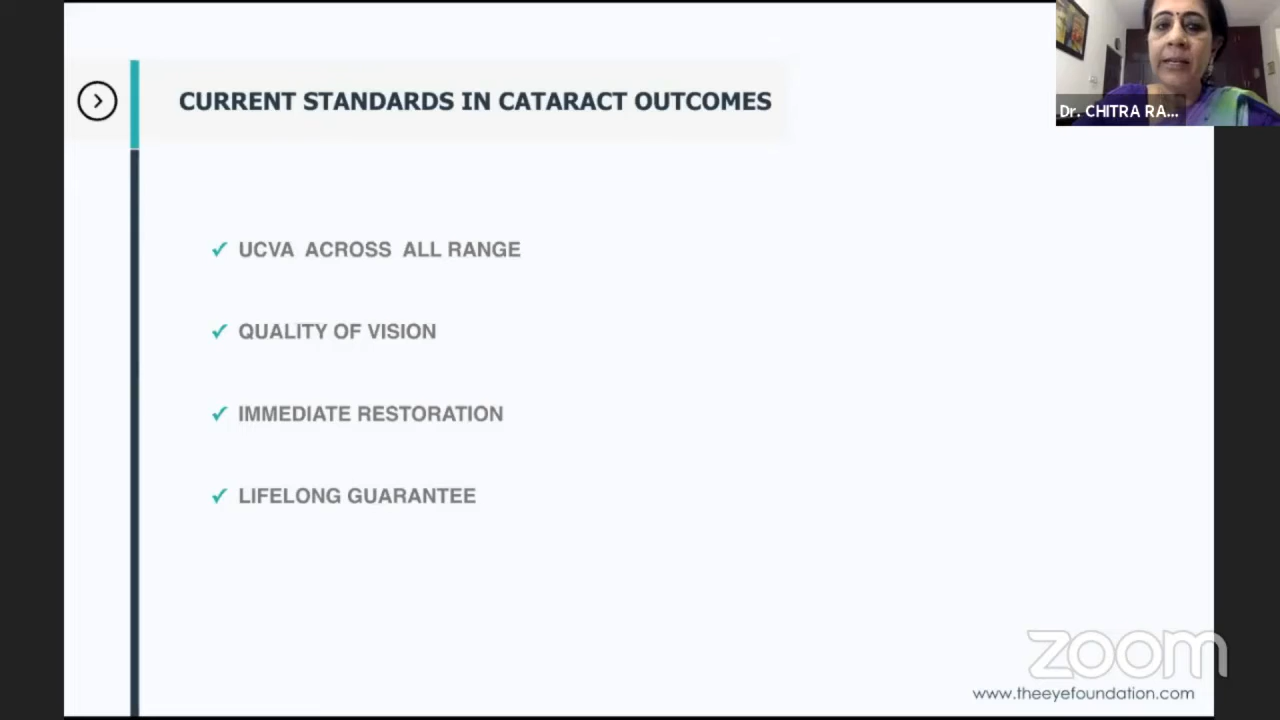 CURRENT STANDARDS IN CATARACT OUTCOMES
Dr. CHITRA RA...
✓ UCVA ACROSS ALL RANGE
✓ QUALITY OF VISION
✓ IMMEDIATE RESTORATION
✓ LIFELONG GUARANTEE
zoom
www.theeyefoundation.com